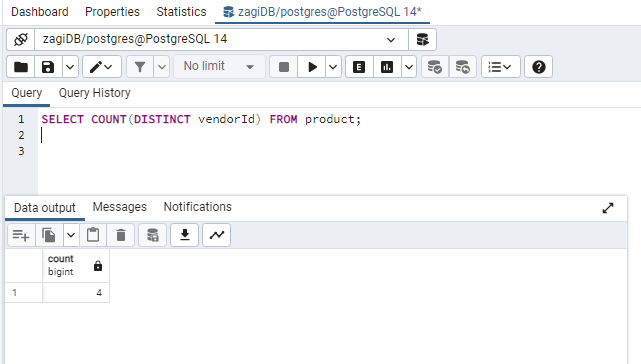 Dashboard Properties Statistics zagiDB/postgres@PostgreSQL 14*
zagiDB/postgres@PostgreSQL 14
No limit E
Query Query History
1 SELECT COUNT(DISTINCT vendorId) FROM product;
2
3
Data output Messages Notifications
count
bigint
1 4